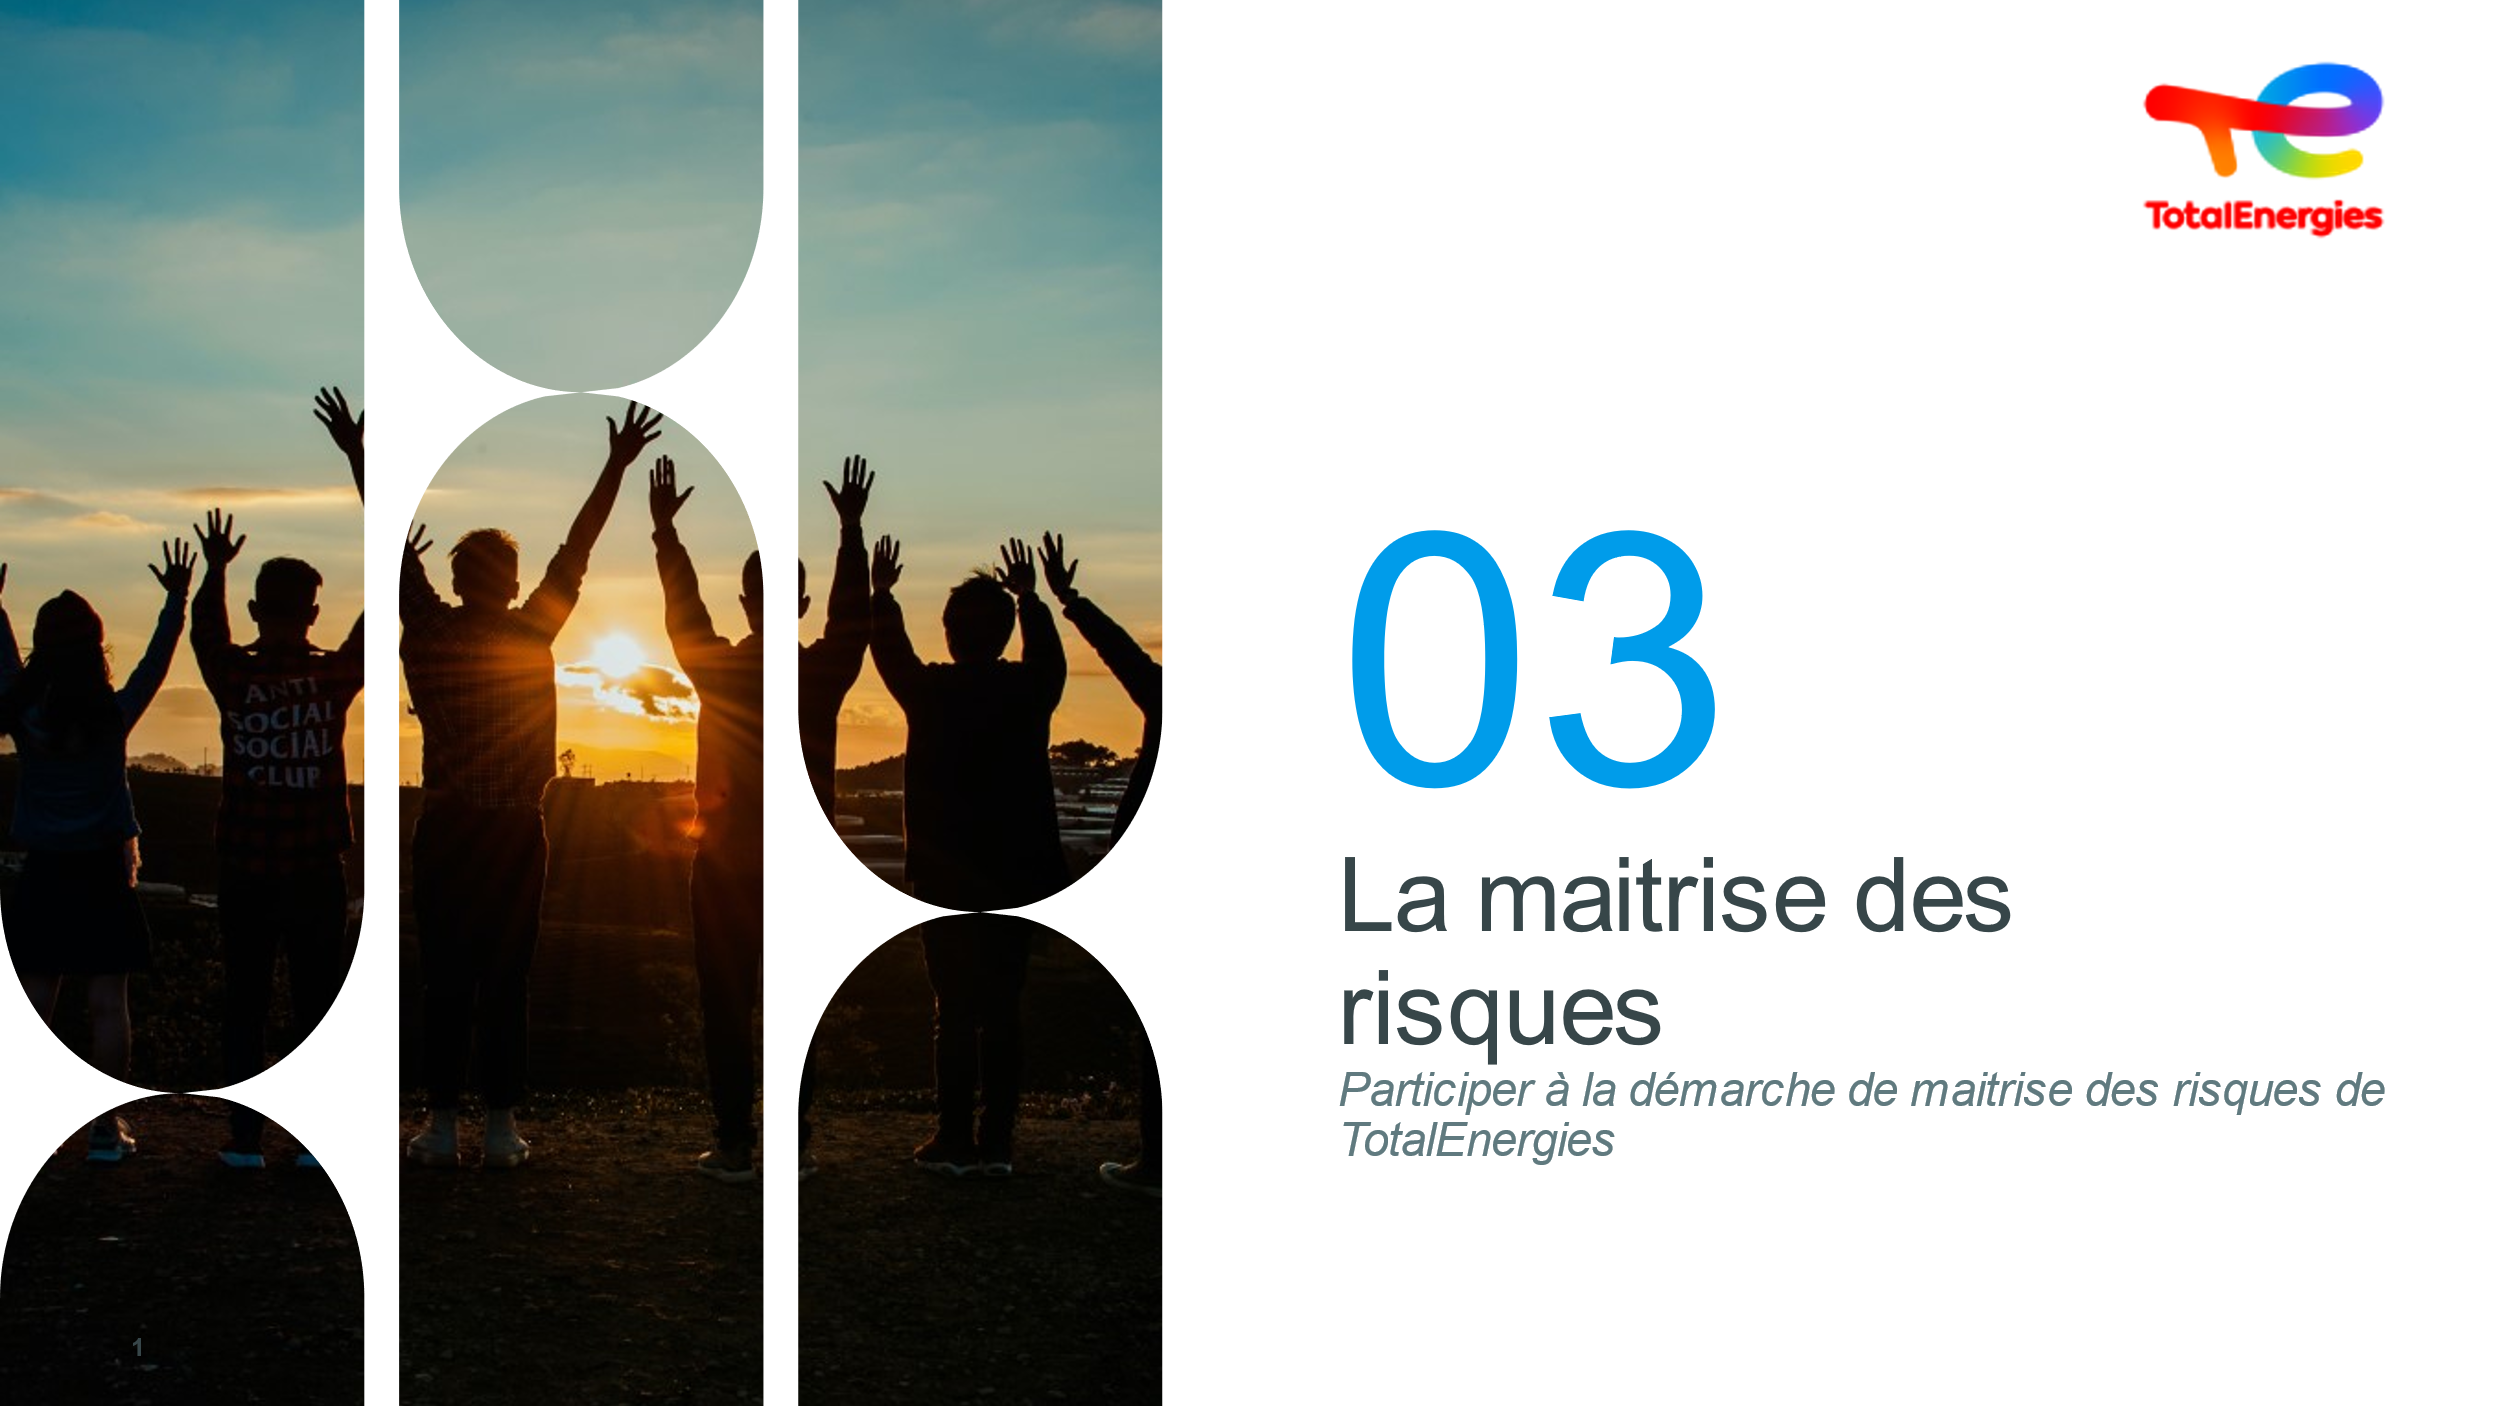 TotalEnergies
03
La maitrise des
risques
Participer à la démarche de maitrise des risques de
TotalEnergies
ANTI
SOCIAL
SOCIAL
CLUB
1